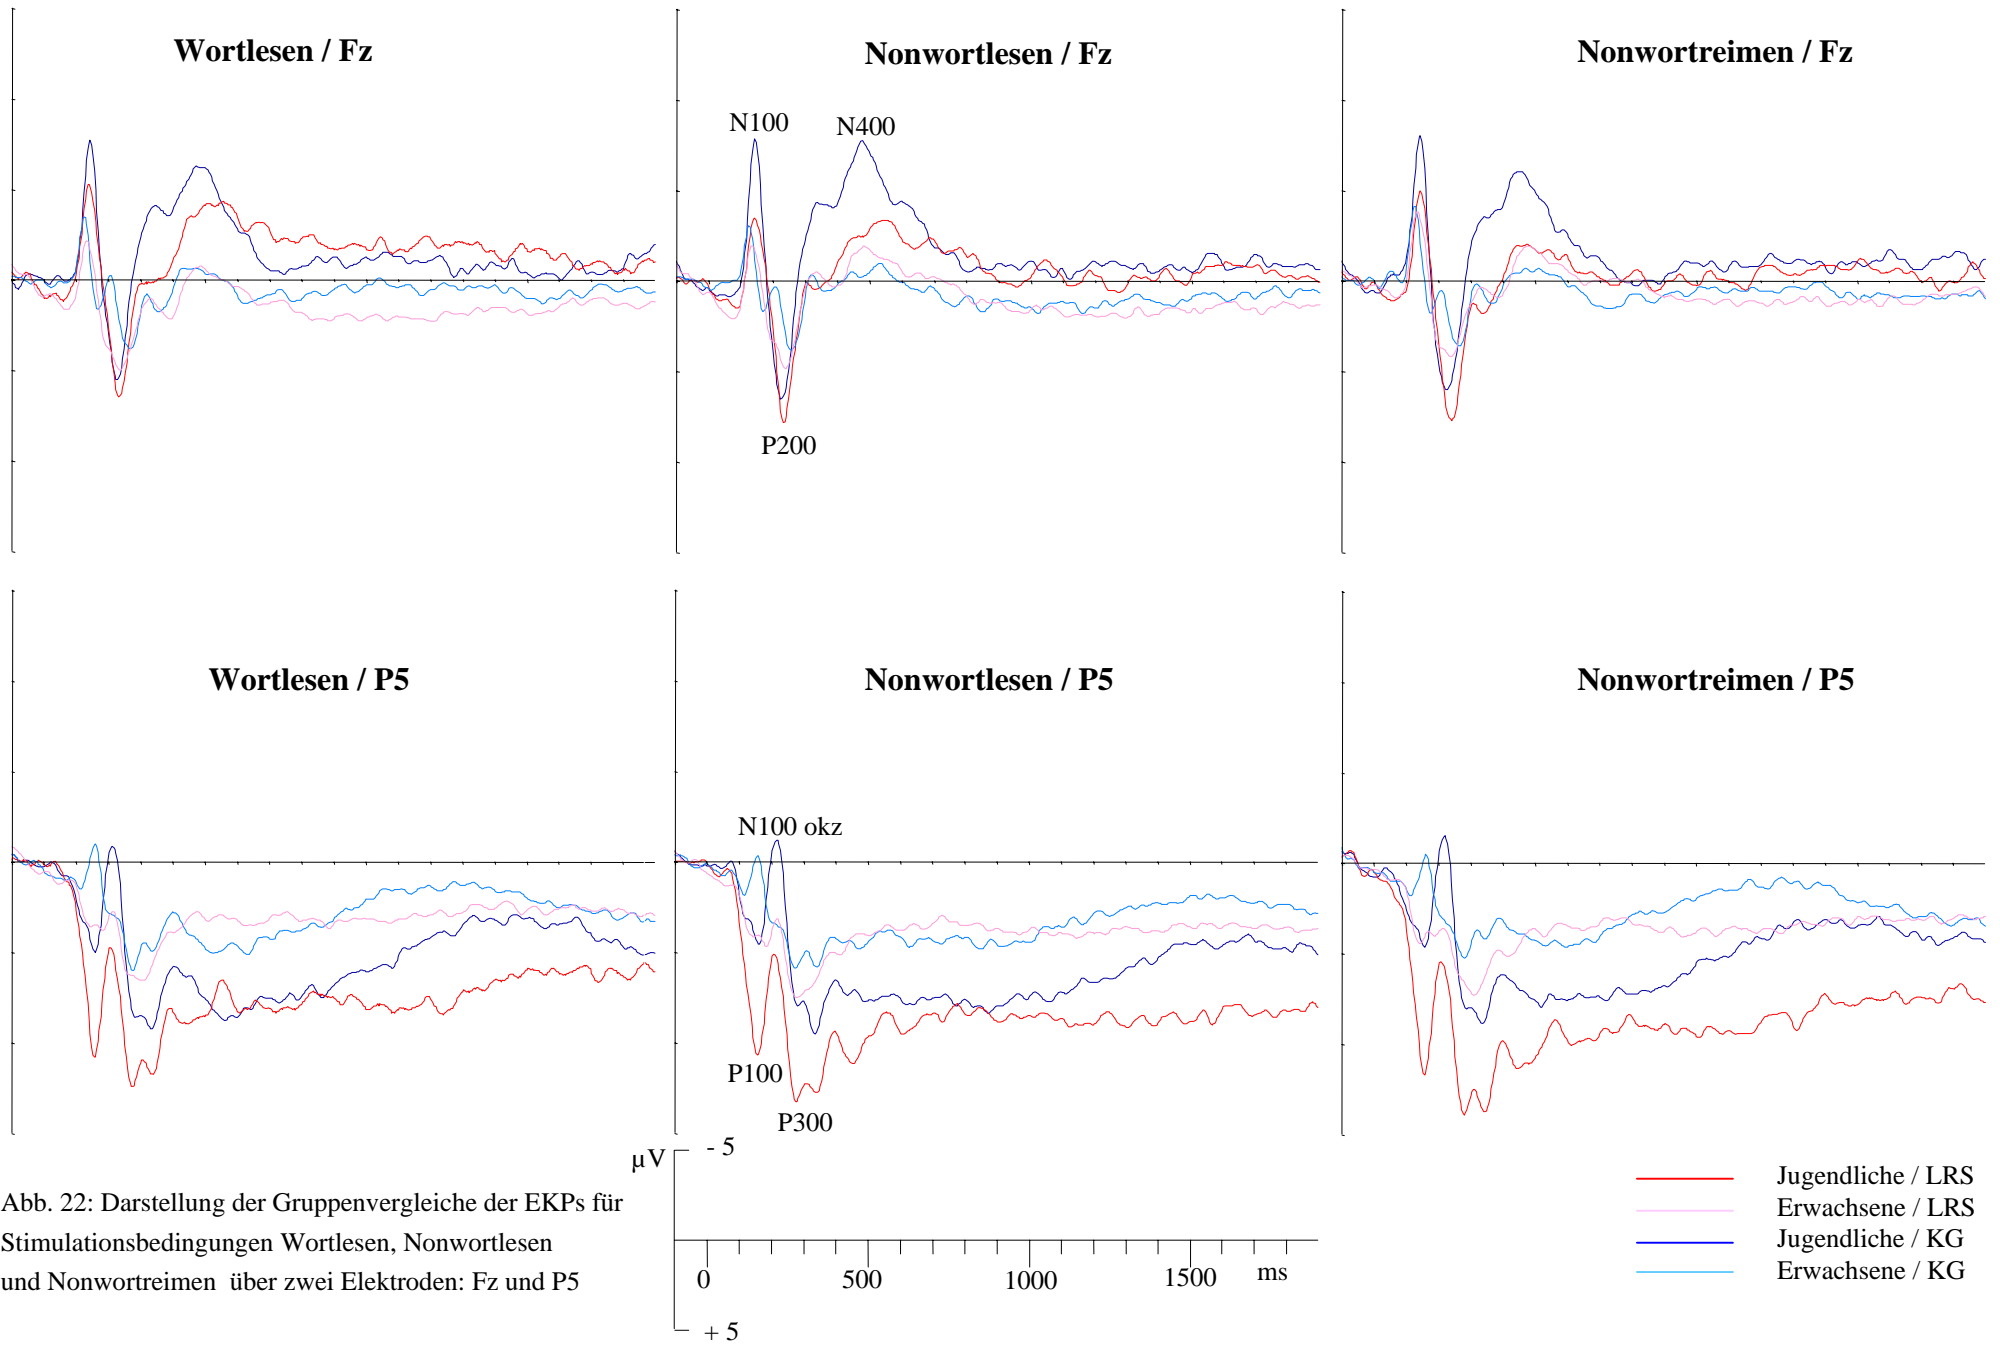 Wortlesen / Fz
Nonwortlesen / Fz
Nonwortreimen / Fz
N100
N400
P200
Wortlesen / P5
Nonwortlesen / P5
Nonwortreimen / P5
N100 okz
P100
P300
µV
- 5
0
500
1000
1500
ms
+ 5
Abb. 22: Darstellung der Gruppenvergleiche der EKPs für
Stimulationsbedingungen Wortlesen, Nonwortlesen
und Nonwortreimen über zwei Elektroden: Fz und P5
Jugendliche / LRS
Erwachsene / LRS
Jugendliche / KG
Erwachsene / KG